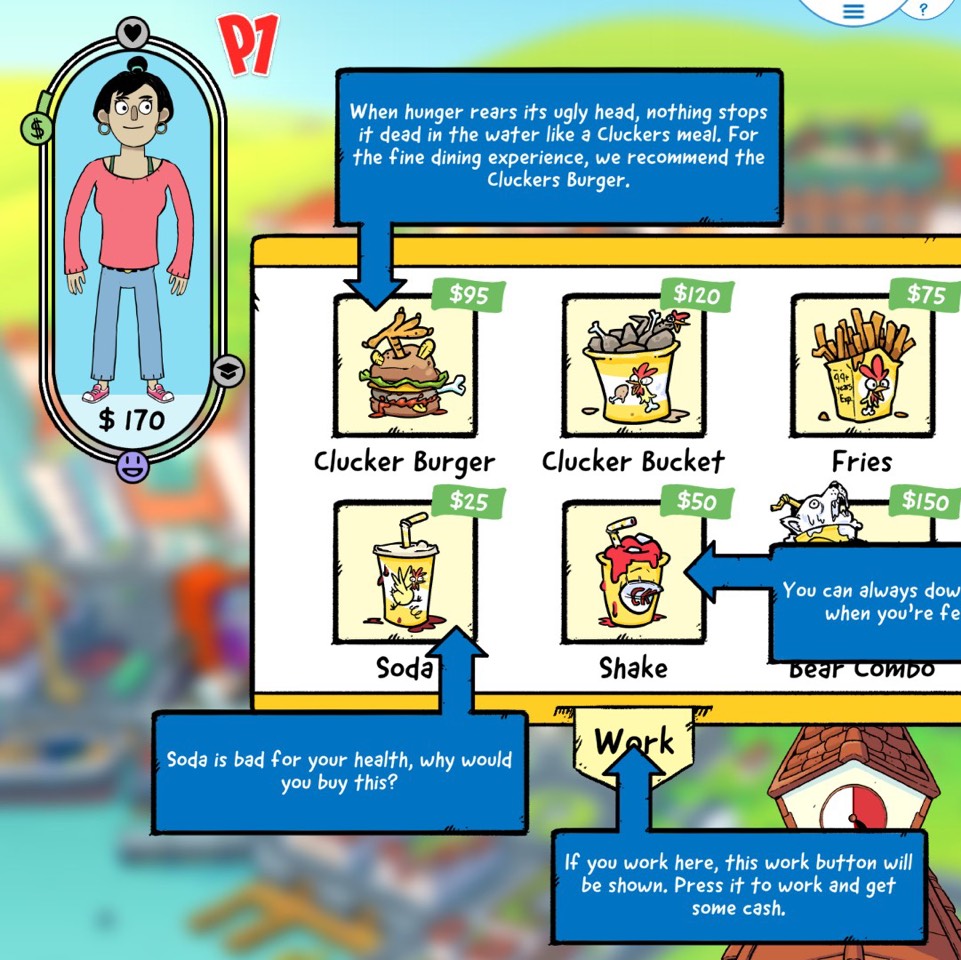 P1
When hunger rears its ugly head, nothing stops
it dead in the water like a Cluckers meal. For
the fine dining experience, we recommend the
Cluckers Burger.
$
$ 170
$95
$120
$75
Clucker Burger
Clucker Bucket
Fries
$25
$50
$150
You can always dow
when you're fe
Soda
Shake
Bear Combo
Work
Soda is bad for your health, why would
you buy this?
If you work here, this work button will
be shown. Press it to work and get
some cash.
?